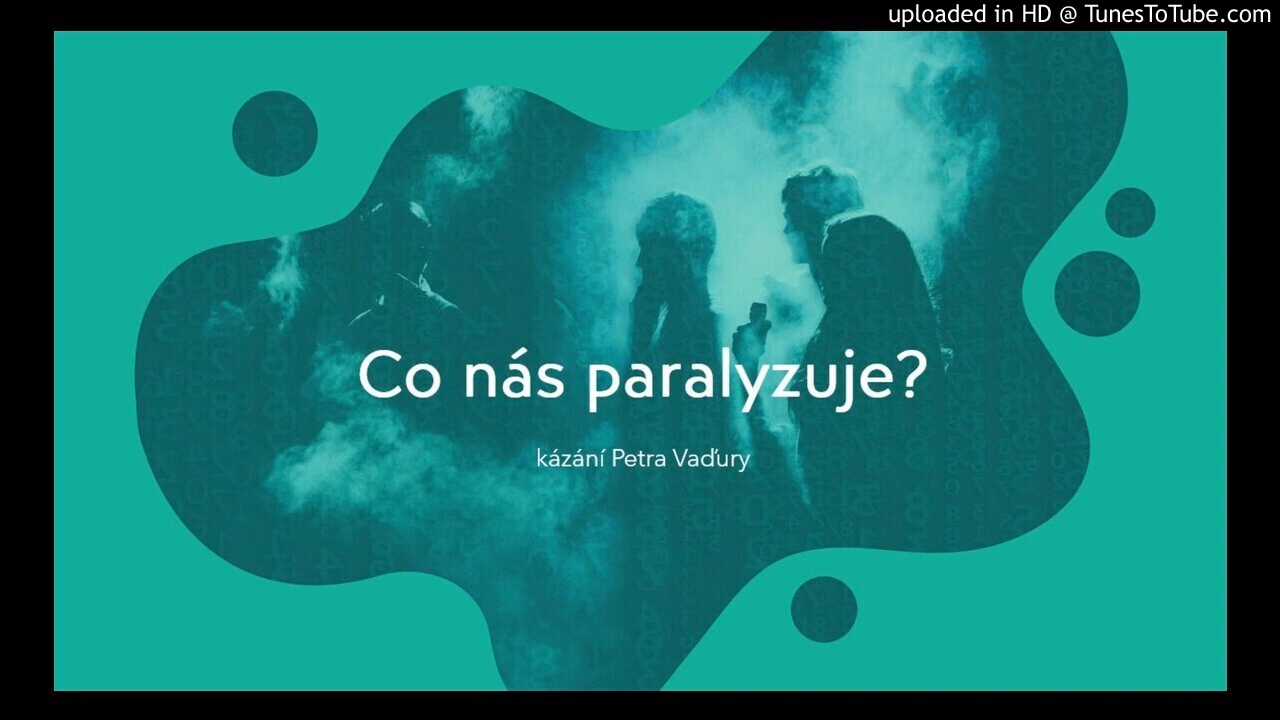 uploaded in HD @ TunesToTube.com
Co nás paralyzuje?
kázání Petra Vaďury